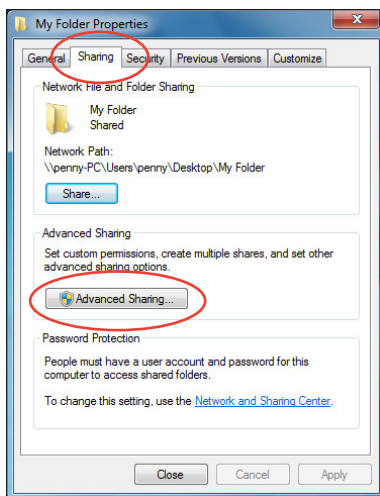 My Folder Properties
General Sharing Security Previous Versions Customize
Network File and Folder Sharing
My Folder
Shared
Network Path:
\\penny-PC\Users\penny\Desktop\My Folder
Share...
Advanced Sharing
Set custom permissions, create multiple shares, and set other
advanced sharing options.
Advanced Sharing...
Password Protection
People must have a user account and password for this
computer to access shared folders.
To change this setting, use the Network and Sharing Center.
Close Cancel Apply